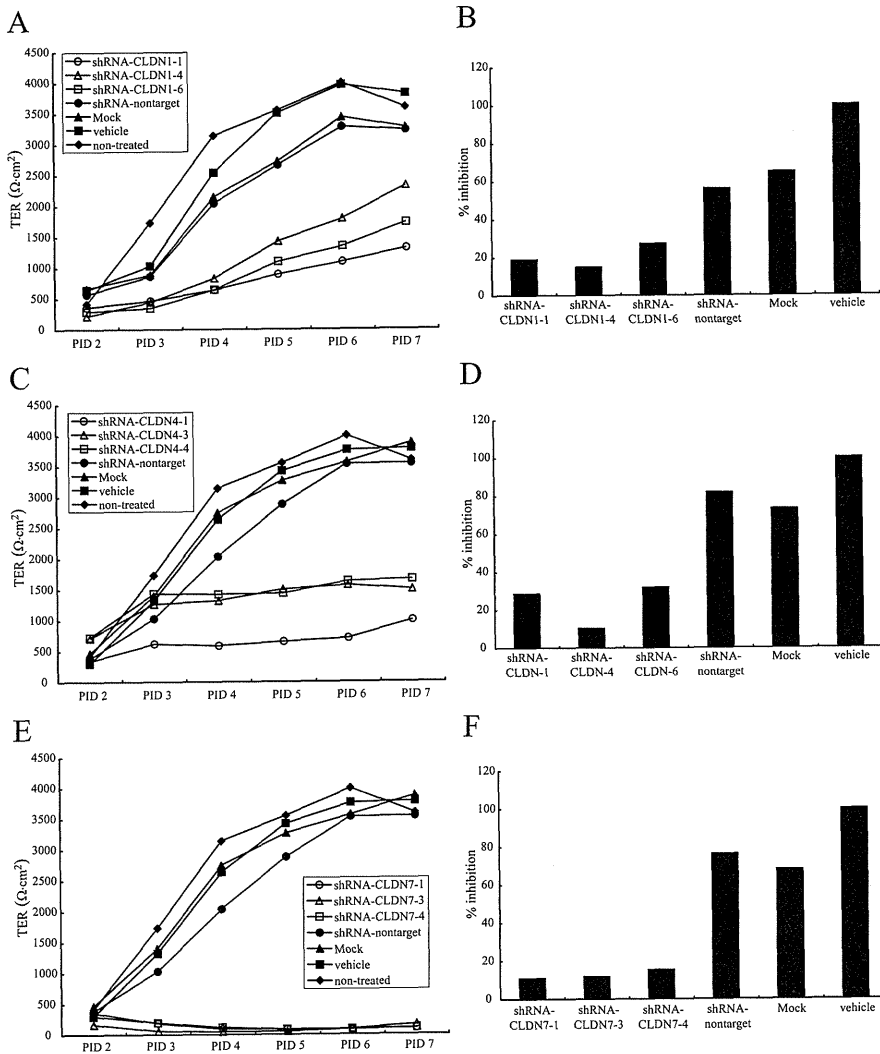 A
4500
4000
3500
3000
2500
2000
1500
1000
500
0
TER (Ω·cm²)
shRNA-CLDN1-1
shRNA-CLDN1-4
shRNA-CLDN1-6
shRNA-nontarget
Mock
vehicle
non-treated
PID 2 PID 3 PID 4 PID 5 PID 6 PID 7
B
120
100
80
60
40
20
0
% inhibition
shRNA- shRNA- shRNA- shRNA- Mock vehicle
CLDN1-1 CLDN1-4 CLDN1-6 nontarget
C
4500
4000
3500
3000
2500
2000
1500
1000
500
0
TER (Ω·cm²)
shRNA-CLDN4-1
shRNA-CLDN4-3
shRNA-CLDN4-4
shRNA-nontarget
Mock
vehicle
non-treated
PID 2 PID 3 PID 4 PID 5 PID 6 PID 7
D
120
100
80
60
40
20
0
% inhibition
shRNA- shRNA- shRNA- shRNA- Mock vehicle
CLDN-1 CLDN-4 CLDN-6 nontarget
E
4500
4000
3500
3000
2500
2000
1500
1000
500
0
TER (Ω·cm²)
shRNA-CLDN7-1
shRNA-CLDN7-3
shRNA-CLDN7-4
shRNA-nontarget
Mock
vehicle
non-treated
PID 2 PID 3 PID 4 PID 5 PID 6 PID 7
F
120
100
80
60
40
20
0
% inhibition
shRNA- shRNA- shRNA- shRNA- Mock vehicle
CLDN7-1 CLDN7-3 CLDN7-4 nontarget